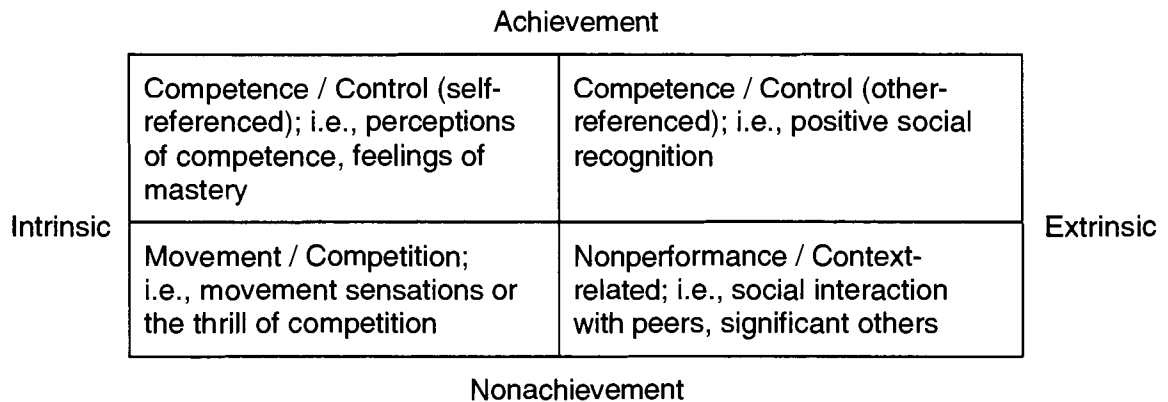 Achievement
Competence / Control (self-
referenced); i.e., perceptions
of competence, feelings of
mastery
Competence / Control (other-
referenced); i.e., positive social
recognition
Intrinsic
Extrinsic
Movement / Competition;
i.e., movement sensations or
the thrill of competition
Nonperformance / Context-
related; i.e., social interaction
with peers, significant others
Nonachievement